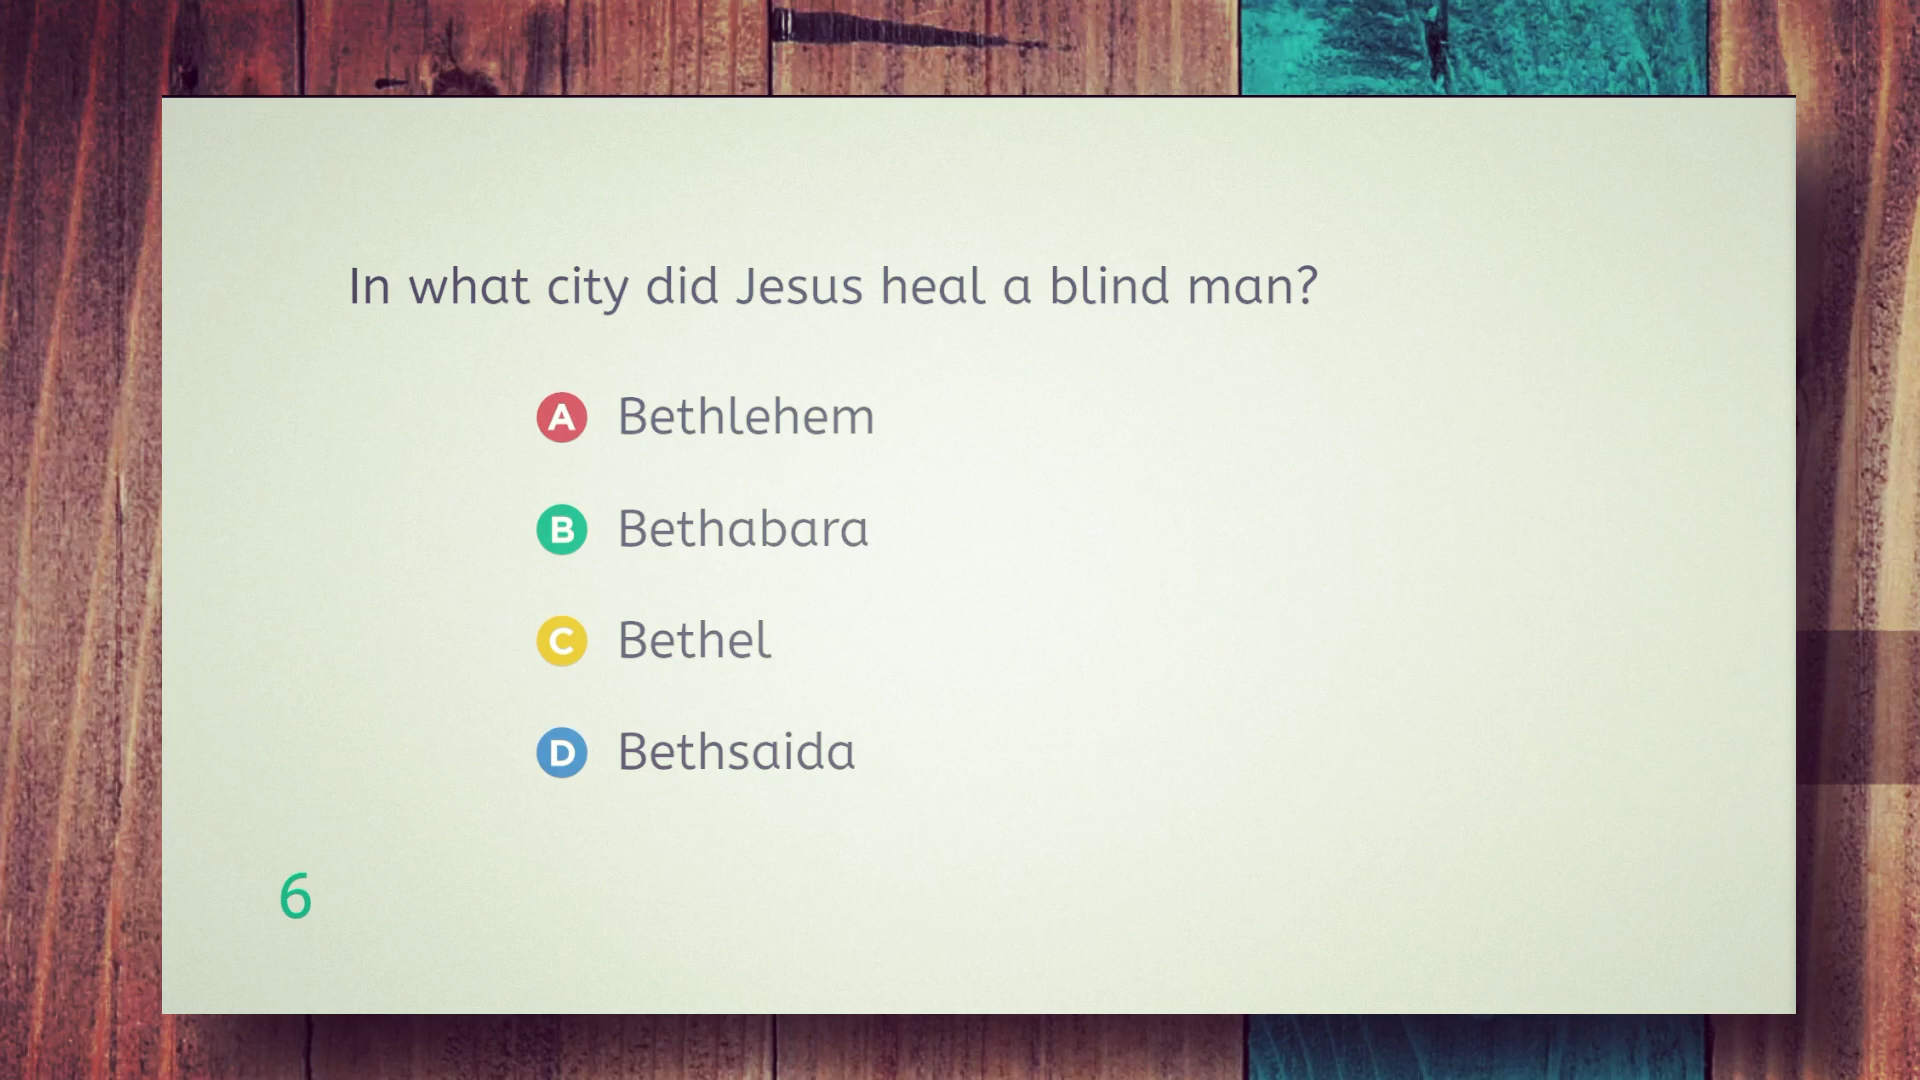 In what city did Jesus heal a blind man?
A Bethlehem
B Bethabara
C Bethel
D Bethsaida
6